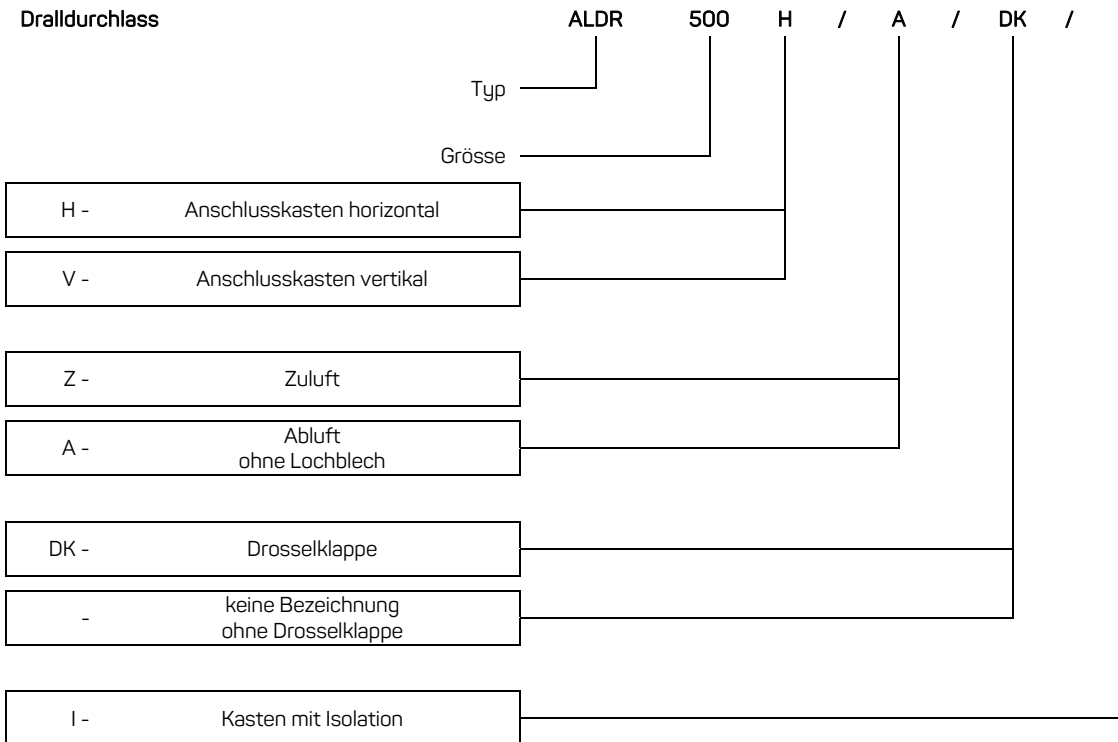 Dralldurchlass ALDR 500 H / A / DK /
Typ
Grösse
H - Anschlusskasten horizontal
V - Anschlusskasten vertikal
Z - Zuluft
A - Abluft
ohne Lochblech
DK - Drosselklappe
- keine Bezeichnung
ohne Drosselklappe
I - Kasten mit Isolation